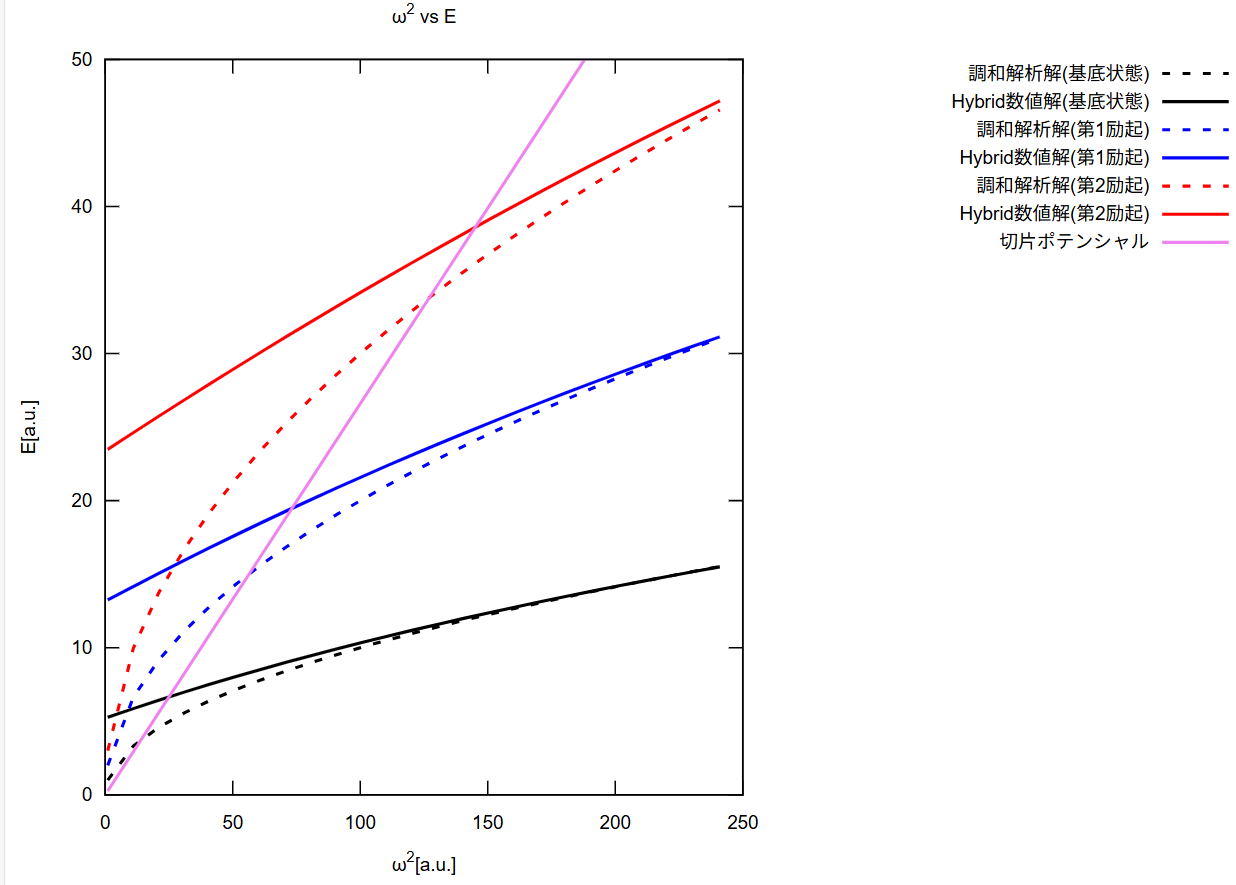 ω² vs E
調和解析解(基底状態)
Hybrid数値解(基底状態)
調和解析解(第1励起)
Hybrid数値解(第1励起)
調和解析解(第2励起)
Hybrid数値解(第2励起)
切片ポテンシャル
50
40
30
20
10
0
E[a.u.]
0 50 100 150 200 250
ω²[a.u.]